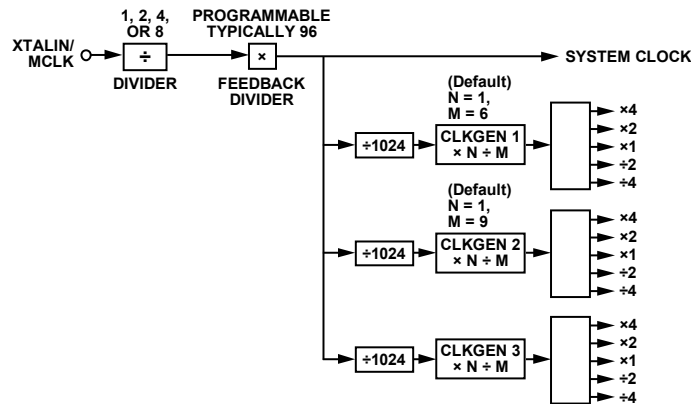 1, 2, 4,
OR 8
PROGRAMMABLE
TYPICALLY 96
XTALIN/
MCLK
÷
×
SYSTEM CLOCK
DIVIDER
FEEDBACK
DIVIDER
(Default)
N = 1,
M = 6
÷1024
CLKGEN 1
× N ÷ M
×4
×2
×1
÷2
÷4
(Default)
N = 1,
M = 9
÷1024
CLKGEN 2
× N ÷ M
×4
×2
×1
÷2
÷4
÷1024
CLKGEN 3
× N ÷ M
×4
×2
×1
÷2
÷4